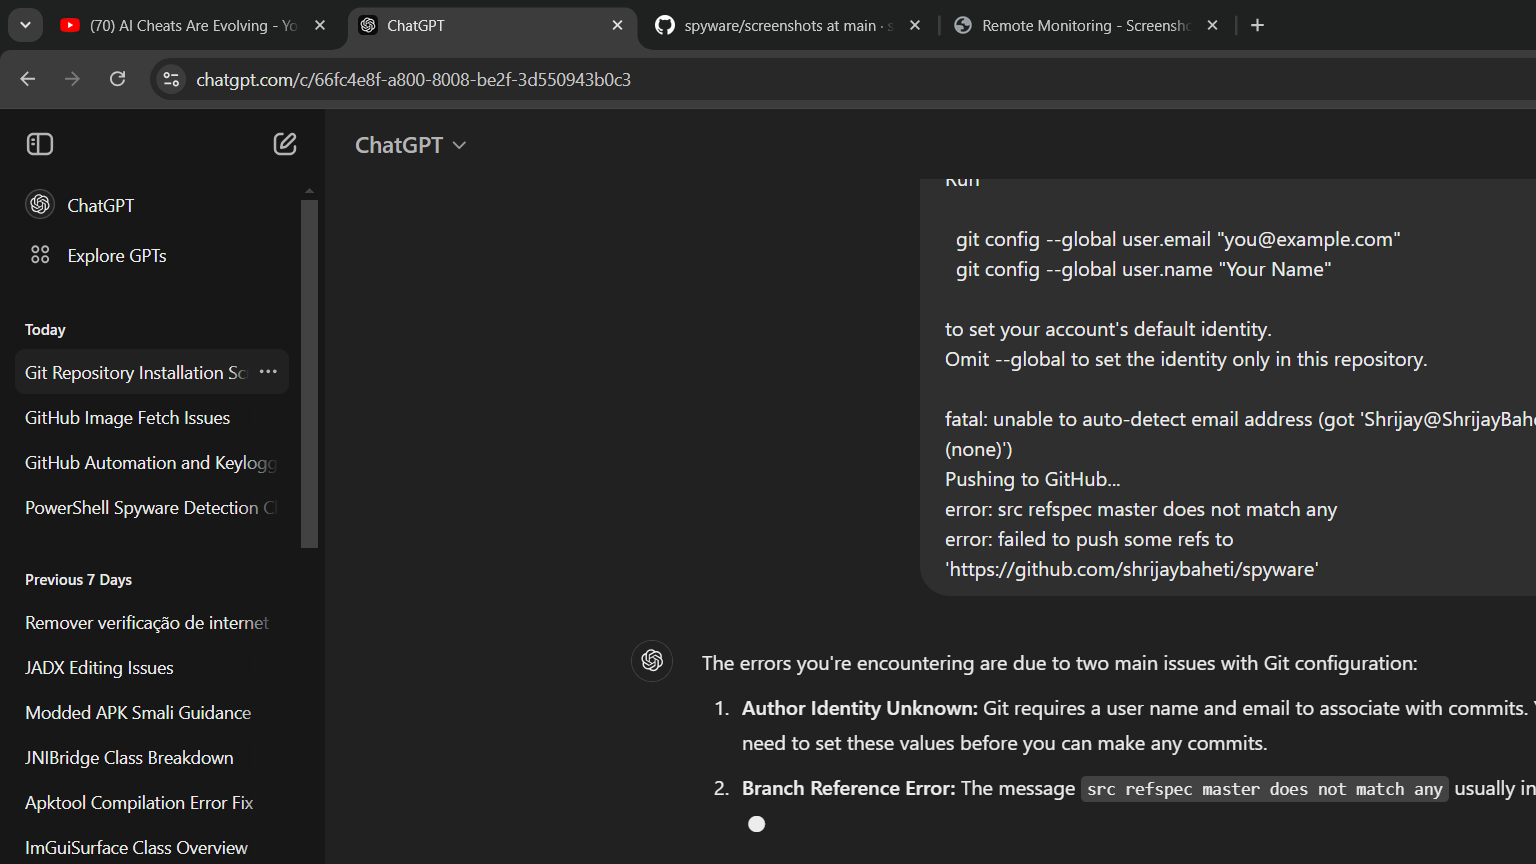 (70) AI Cheats Are Evolving - Yo
ChatGPT
spyware/screenshots at main · s
Remote Monitoring - Screensho
chatgpt.com/c/66fc4e8f-a800-8008-be2f-3d550943b0c3
ChatGPT
ChatGPT
Explore GPTs
Today
Git Repository Installation Scr
GitHub Image Fetch Issues
GitHub Automation and Keylogg
PowerShell Spyware Detection C
Previous 7 Days
Remover verificação de internet
JADX Editing Issues
Modded APK Smali Guidance
JNIBridge Class Breakdown
Apktool Compilation Error Fix
ImGuiSurface Class Overview
Run
git config --global user.email "you@example.com"
git config --global user.name "Your Name"
to set your account's default identity.
Omit --global to set the identity only in this repository.
fatal: unable to auto-detect email address (got 'Shrijay@ShrijayBahe
(none)')
Pushing to GitHub...
error: src refspec master does not match any
error: failed to push some refs to
'https://github.com/shrijaybaheti/spyware'
The errors you're encountering are due to two main issues with Git configuration:
1. Author Identity Unknown: Git requires a user name and email to associate with commits. Y
need to set these values before you can make any commits.
2. Branch Reference Error: The message src refspec master does not match any usually in